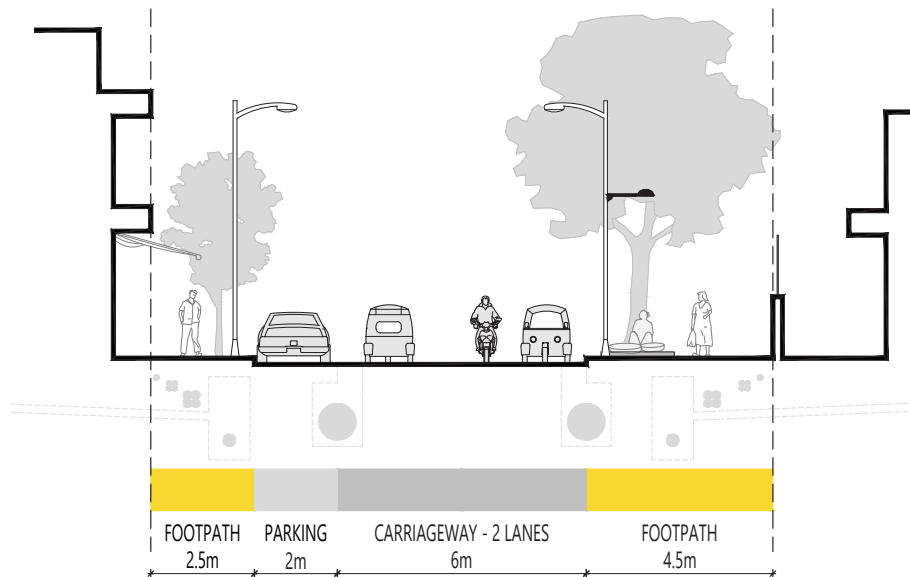 FOOTPATH
2.5m
PARKING
2m
CARRIAGEWAY - 2 LANES
6m
FOOTPATH
4.5m